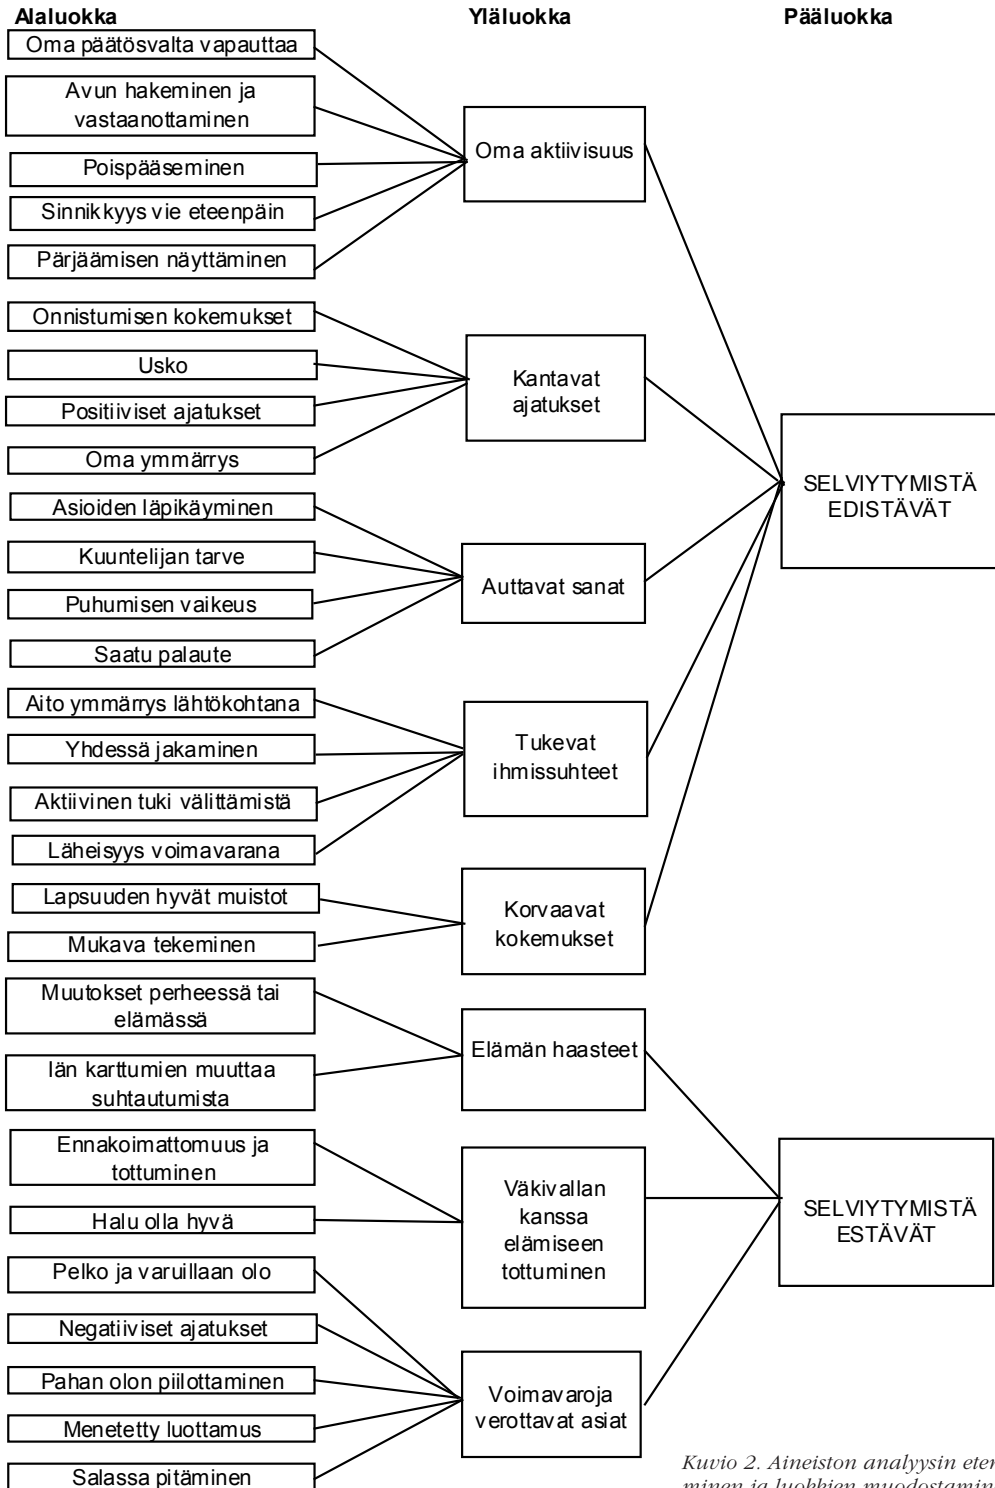 Alaluokka
Yläluokka
Pääluokka
Oma päätösvalta vapauttaa
Avun hakeminen ja
vastaanottaminen
Poispääseminen
Sinnikkyys vie eteenpäin
Pärjäämisen näyttäminen
Oma aktiivisuus
Onnistumisen kokemukset
Usko
Positiiviset ajatukset
Oma ymmärrys
Kantavat
ajatukset
Asioiden läpikäyminen
Kuuntelijan tarve
Puhumisen vaikeus
Saatu palaute
Auttavat sanat
Aito ymmärrys lähtökohtana
Yhdessä jakaminen
Aktiivinen tuki välittämistä
Läheisyys voimavarana
Tukevat
ihmissuhteet
Lapsuuden hyvät muistot
Mukava tekeminen
Korvaavat
kokemukset
SELVIYTYMISTÄ
EDISTÄVÄT
Muutokset perheessä tai
elämässä
Iän karttumien muuttaa
suhtautumista
Elämän haasteet
Ennakoimattomuus ja
tottuminen
Halu olla hyvä
Väkivallan
kanssa
elämiseen
tottuminen
Pelko ja varuillaan olo
Negatiiviset ajatukset
Pahan olon piilottaminen
Menetetty luottamus
Salassa pitäminen
Voimavaroja
verottavat asiat
SELVIYTYMISTÄ
ESTÄVÄT
Kuvio 2. Aineiston analyysin eten
minen ja luokkien muodostamin